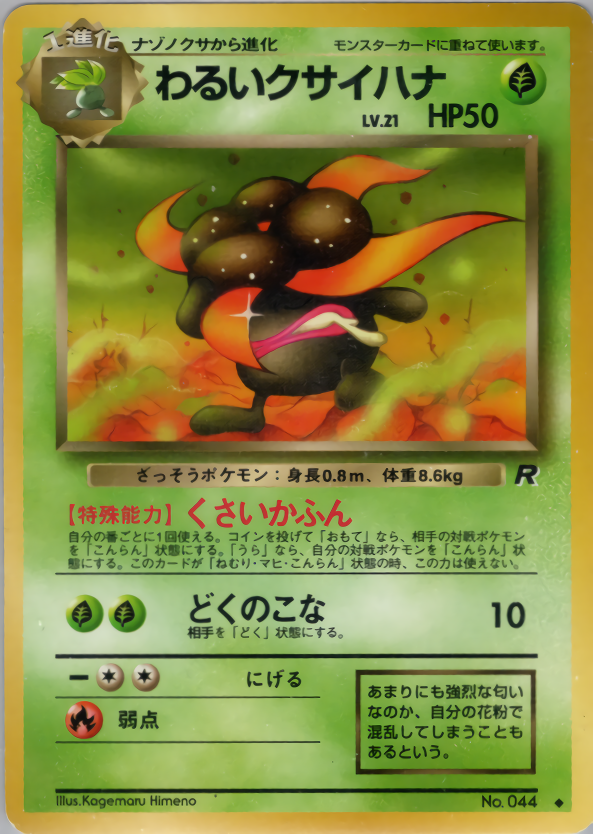 1進化
ナゾノクサから進化
モンスターカードに重ねて使います。
わるいクサイハナ
LV.21 HP50
ざっそうポケモン：身長0.8m、体重8.6kg
R
【特殊能力】くさいかふん
自分の番ごとに1回使える。コインを投げて「おもて」なら、相手の対戦ポケモン
を「こんらん」状態にする。「うら」なら、自分の対戦ポケモンを「こんらん」状
態にする。このカードが「ねむり・マヒ・こんらん」状態の時、この力は使えない。
どくのこな 10
相手を「どく」状態にする。
にげる
弱点
あまりにも強烈な匂い
なのか、自分の花粉で
混乱してしまうことも
あるという。
Illus.Kagemaru Himeno
No. 044